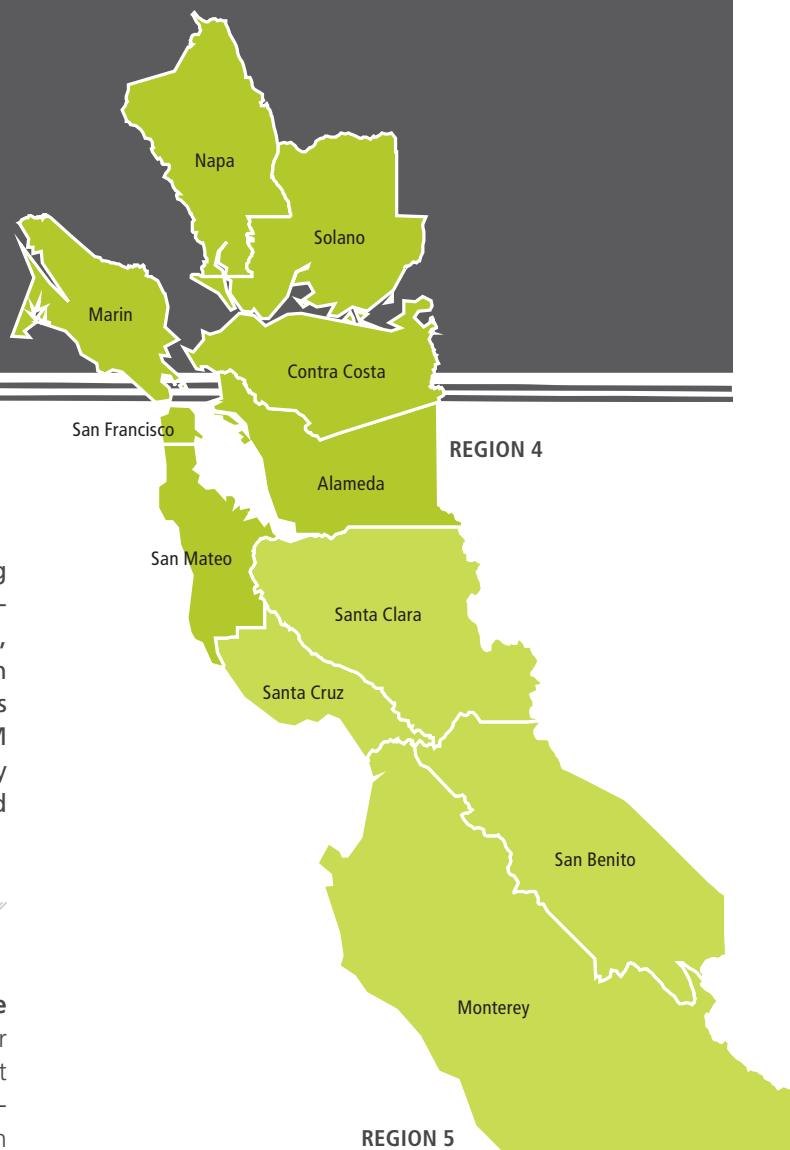 Napa
Solano
Marin
Contra Costa
San Francisco
REGION 4
Alameda
San Mateo
Santa Clara
Santa Cruz
San Benito
Monterey
REGION 5